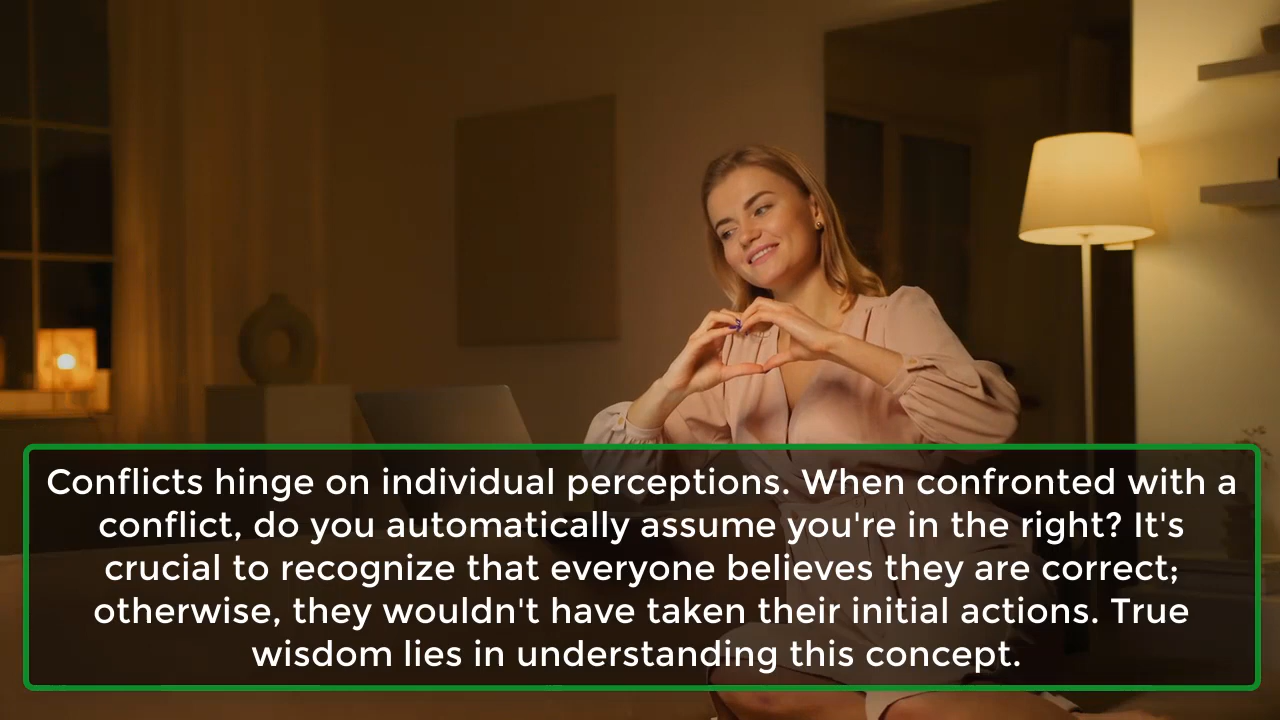 Conflicts hinge on individual perceptions. When confronted with a
conflict, do you automatically assume you're in the right? It's
crucial to recognize that everyone believes they are correct;
otherwise, they wouldn't have taken their initial actions. True
wisdom lies in understanding this concept.